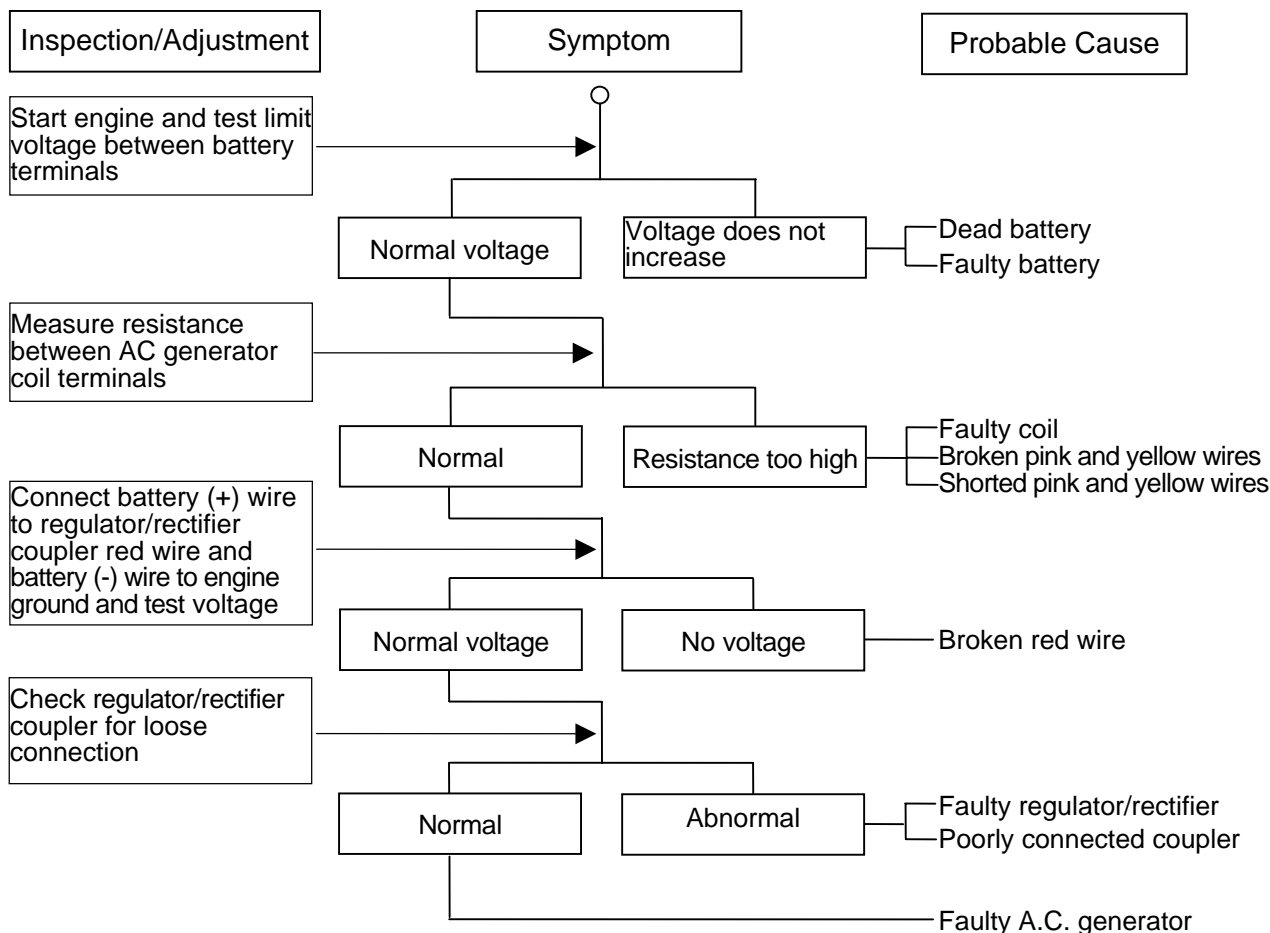 Inspection/Adjustment
Symptom
Probable Cause
Start engine and test limit
voltage between battery
terminals
Normal voltage
Voltage does not
increase
Dead battery
Faulty battery
Measure resistance
between AC generator
coil terminals
Normal
Resistance too high
Faulty coil
Broken pink and yellow wires
Shorted pink and yellow wires
Connect battery (+) wire
to regulator/rectifier
coupler red wire and
battery (-) wire to engine
ground and test voltage
Normal voltage
No voltage
Broken red wire
Check regulator/rectifier
coupler for loose
connection
Normal
Abnormal
Faulty regulator/rectifier
Poorly connected coupler
Faulty A.C. generator